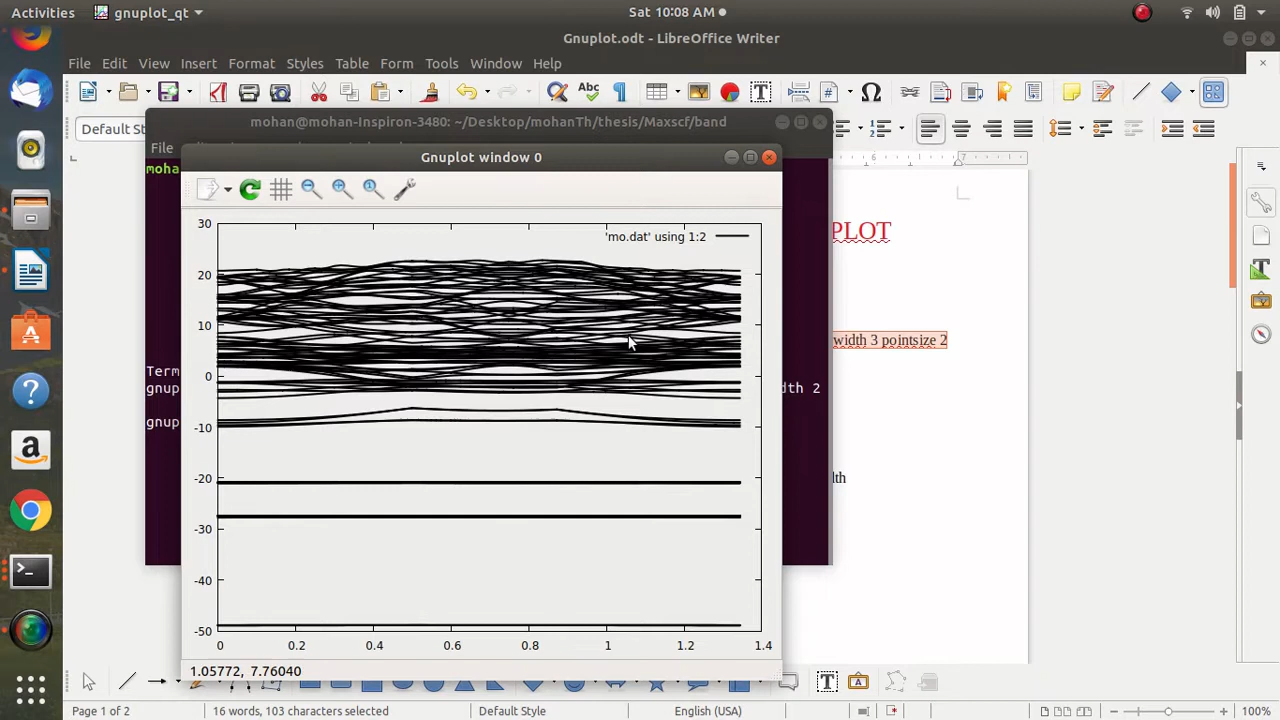 Activities gnuplot_qt Sat 10:08 AM
Gnuplot.odt - LibreOffice Writer
File Edit View Insert Format Styles Table Form Tools Window Help
Default St
mohan@mohan-Inspiron-3480: ~/Desktop/mohanTh/thesis/Maxscf/band
File
Gnuplot window 0
moha
PLOT
30
20
10
0
-10
-20
-30
-40
-50
'mo.dat' using 1:2
0 0.2 0.4 0.6 0.8 1 1.2 1.4
width 3 pointsize 2
Term
gnup
dth 2
gnup
lth
1.05772, 7.76040
6 7
Page 1 of 2 16 words, 103 characters selected Default Style English (USA) 100%